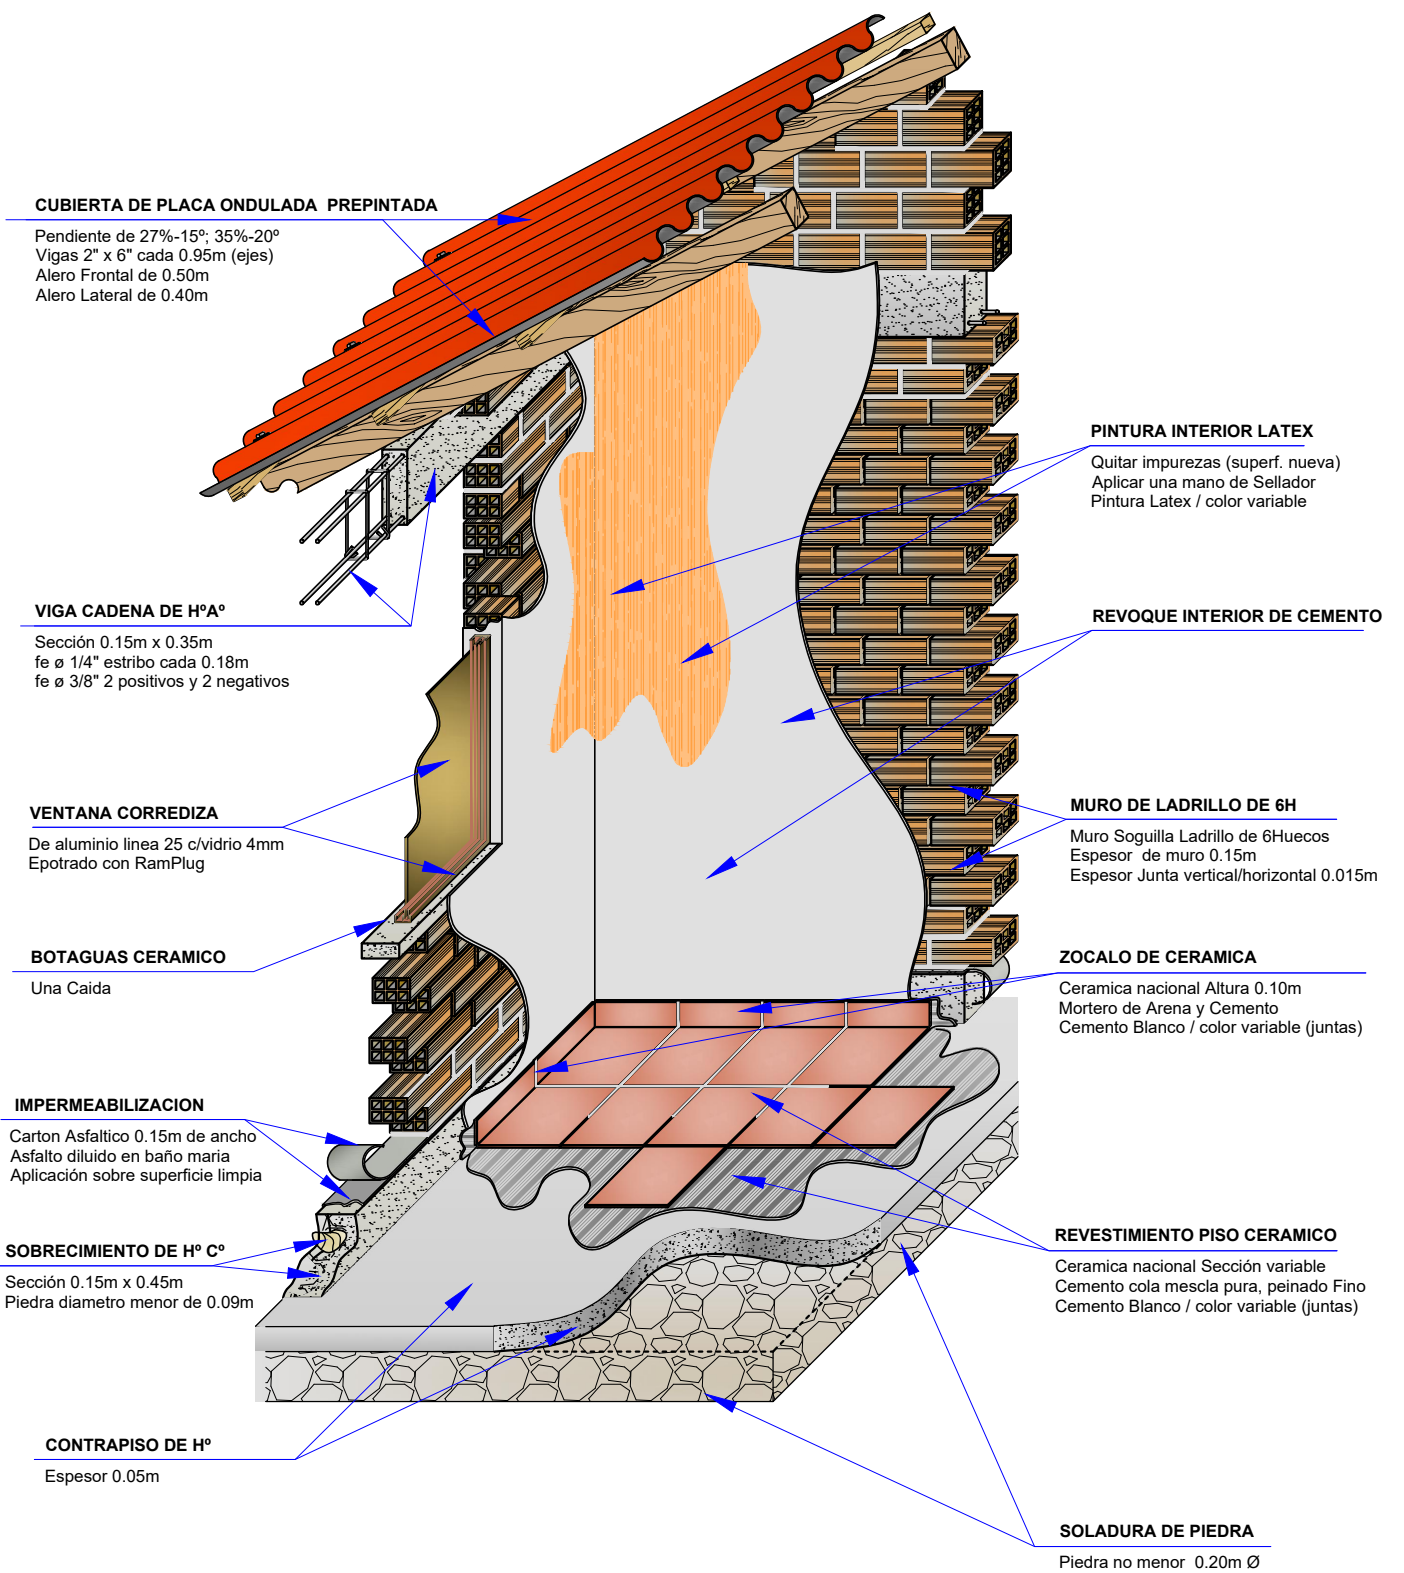 CUBIERTA DE PLACA ONDULADA PREPINTADA
Pendiente de 27%-15º; 35%-20º
Vigas 2" x 6" cada 0.95m (ejes)
Alero Frontal de 0.50m
Alero Lateral de 0.40m
VIGA CADENA DE HºAº
Sección 0.15m x 0.35m
fe ø 1/4" estribo cada 0.18m
fe ø 3/8" 2 positivos y 2 negativos
VENTANA CORREDIZA
De aluminio linea 25 c/vidrio 4mm
Epotrado con RamPlug
BOTAGUAS CERAMICO
Una Caida
IMPERMEABILIZACION
Carton Asfaltico 0.15m de ancho
Asfalto diluido en baño maria
Aplicación sobre superficie limpia
SOBRECIMIENTO DE Hº Cº
Sección 0.15m x 0.45m
Piedra diametro menor de 0.09m
CONTRAPISO DE Hº
Espesor 0.05m
PINTURA INTERIOR LATEX
Quitar impurezas (superf. nueva)
Aplicar una mano de Sellador
Pintura Latex / color variable
REVOQUE INTERIOR DE CEMENTO
MURO DE LADRILLO DE 6H
Muro Soguilla Ladrillo de 6Huecos
Espesor de muro 0.15m
Espesor Junta vertical/horizontal 0.015m
ZOCALO DE CERAMICA
Ceramica nacional Altura 0.10m
Mortero de Arena y Cemento
Cemento Blanco / color variable (juntas)
REVESTIMIENTO PISO CERAMICO
Ceramica nacional Sección variable
Cemento cola mescla pura, peinado Fino
Cemento Blanco / color variable (juntas)
SOLADURA DE PIEDRA
Piedra no menor 0.20m Ø